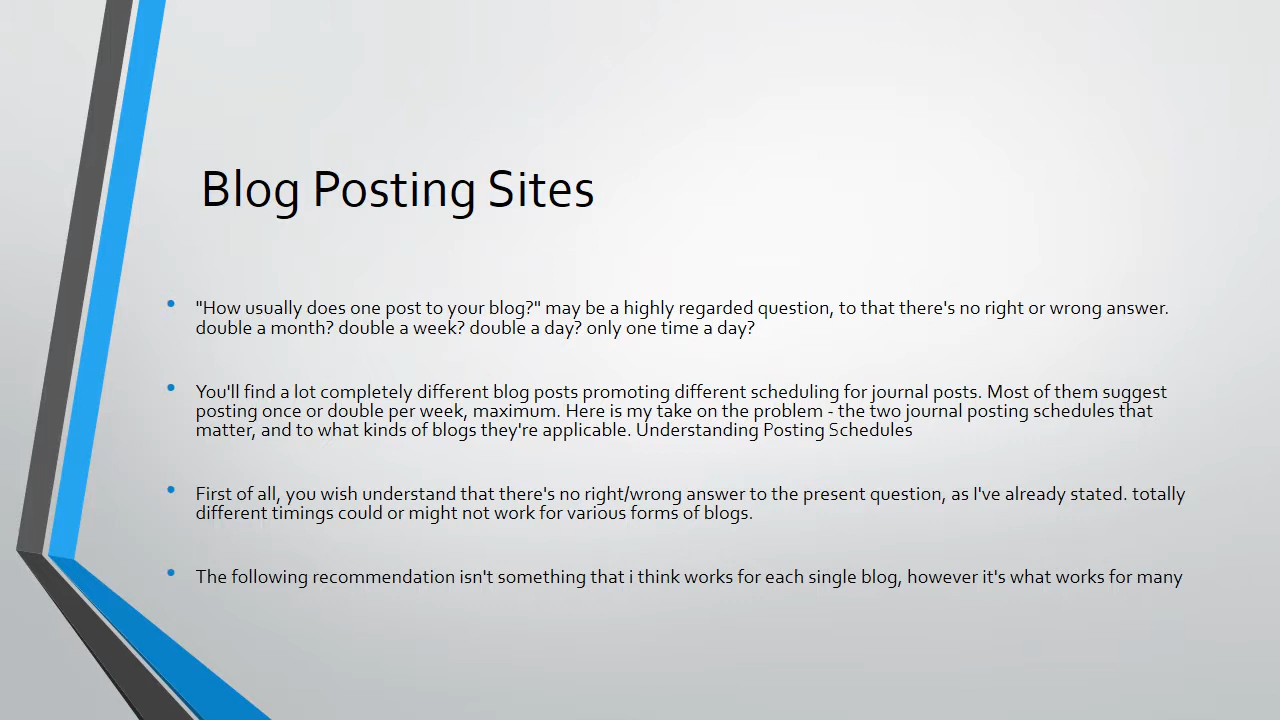 Blog Posting Sites
"How usually does one post to your blog?" may be a highly regarded question, to that there's no right or wrong answer.
double a month? double a week? double a day? only one time a day?
You'll find a lot completely different blog posts promoting different scheduling for journal posts. Most of them suggest
posting once or double per week, maximum. Here is my take on the problem - the two journal posting schedules that
matter, and to what kinds of blogs they're applicable. Understanding Posting Schedules
First of all, you wish understand that there's no right/wrong answer to the present question, as I've already stated. totally
different timings could or might not work for various forms of blogs.
The following recommendation isn't something that i think works for each single blog, however it's what works for many